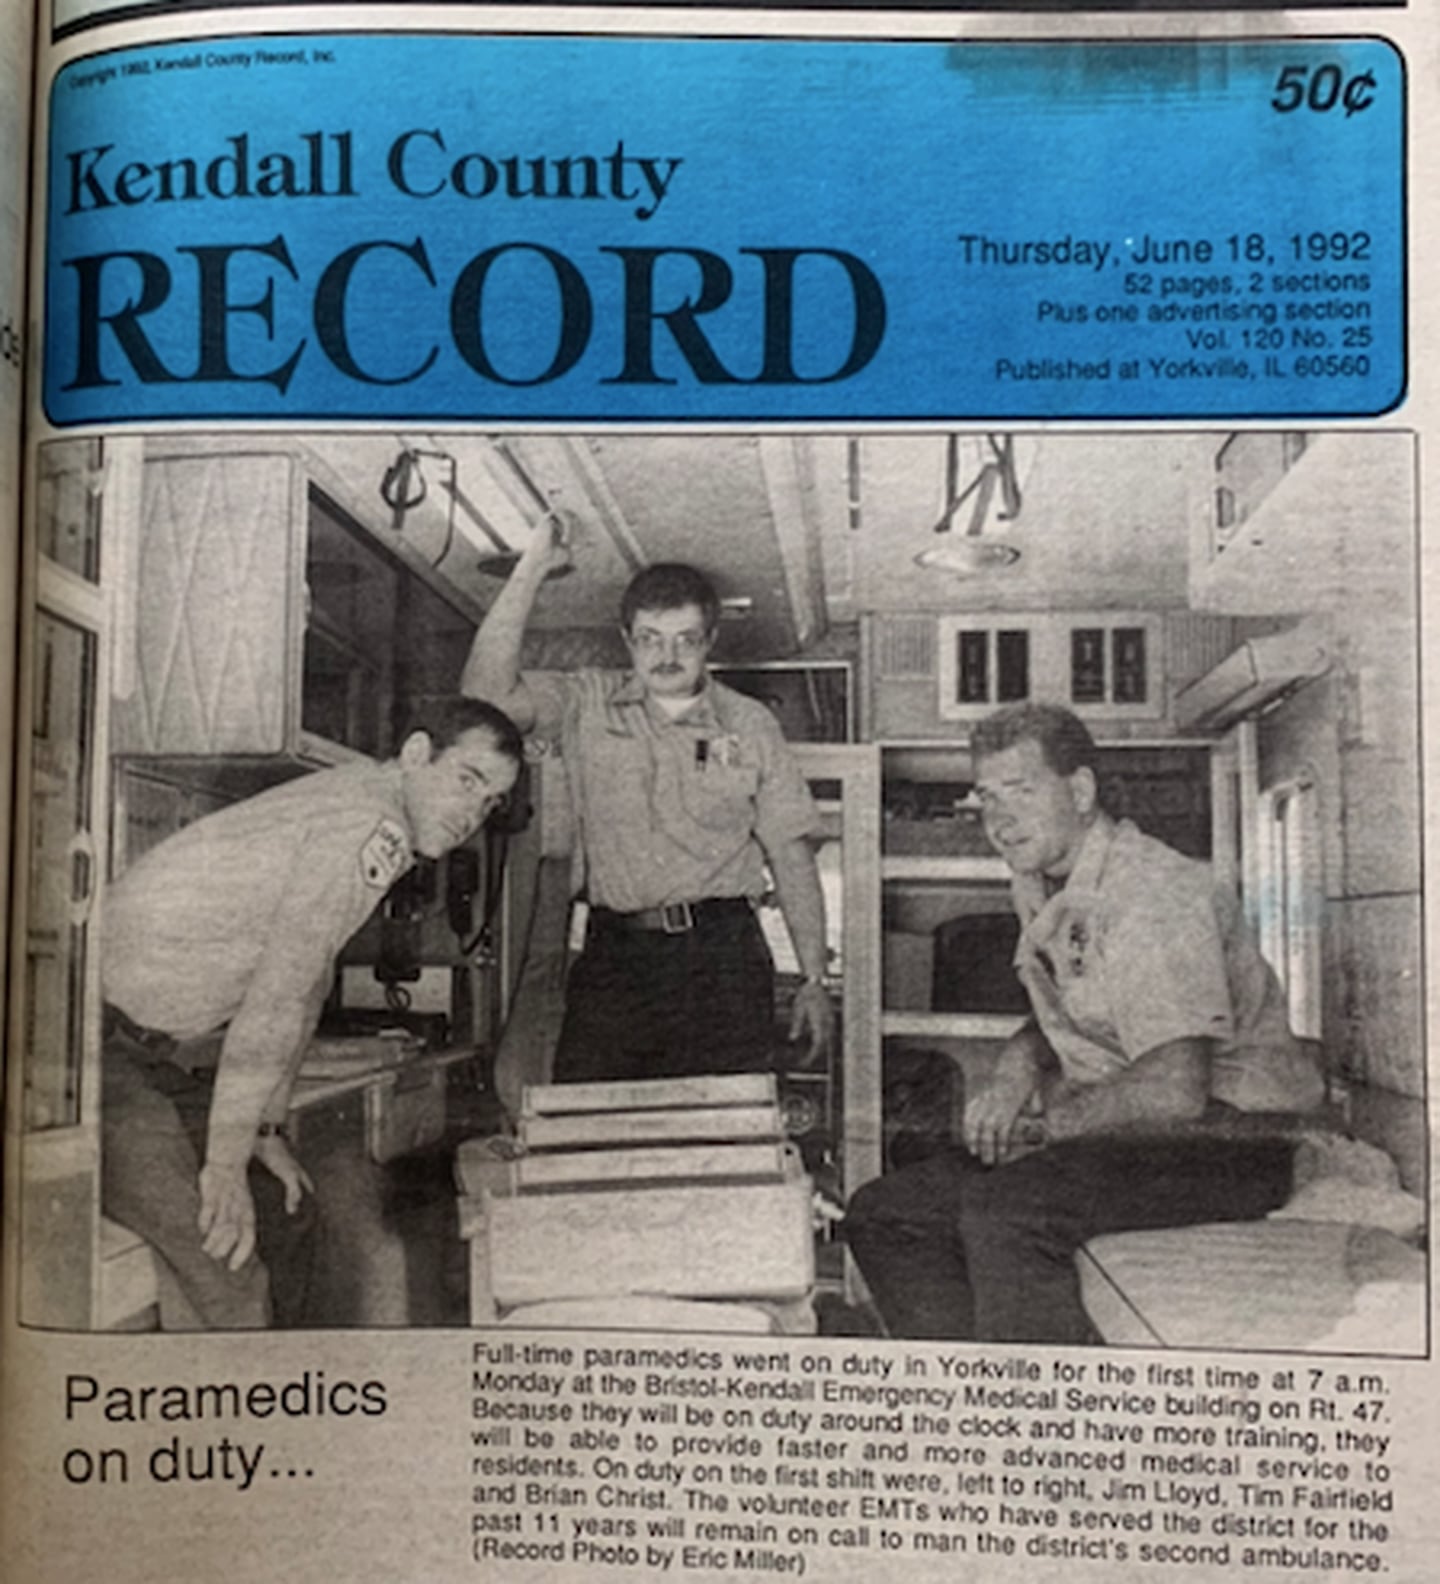 Copyright 1992, Kendall County Record, Inc.
50¢
Kendall County
RECORD
Thursday, June 18, 1992
52 pages, 2 sections
Plus one advertising section
Vol. 120 No. 25
Published at Yorkville, IL 60560
Paramedics
on duty...
Full-time paramedics went on duty in Yorkville for the first time at 7 a.m.
Monday at the Bristol-Kendall Emergency Medical Service building on Rt. 47.
Because they will be on duty around the clock and have more training, they
will be able to provide faster and more advanced medical service to
residents. On duty on the first shift were, left to right, Jim Lloyd, Tim Fairfield
and Brian Christ. The volunteer EMTs who have served the district for the
past 11 years will remain on call to man the district's second ambulance.
(Record Photo by Eric Miller)